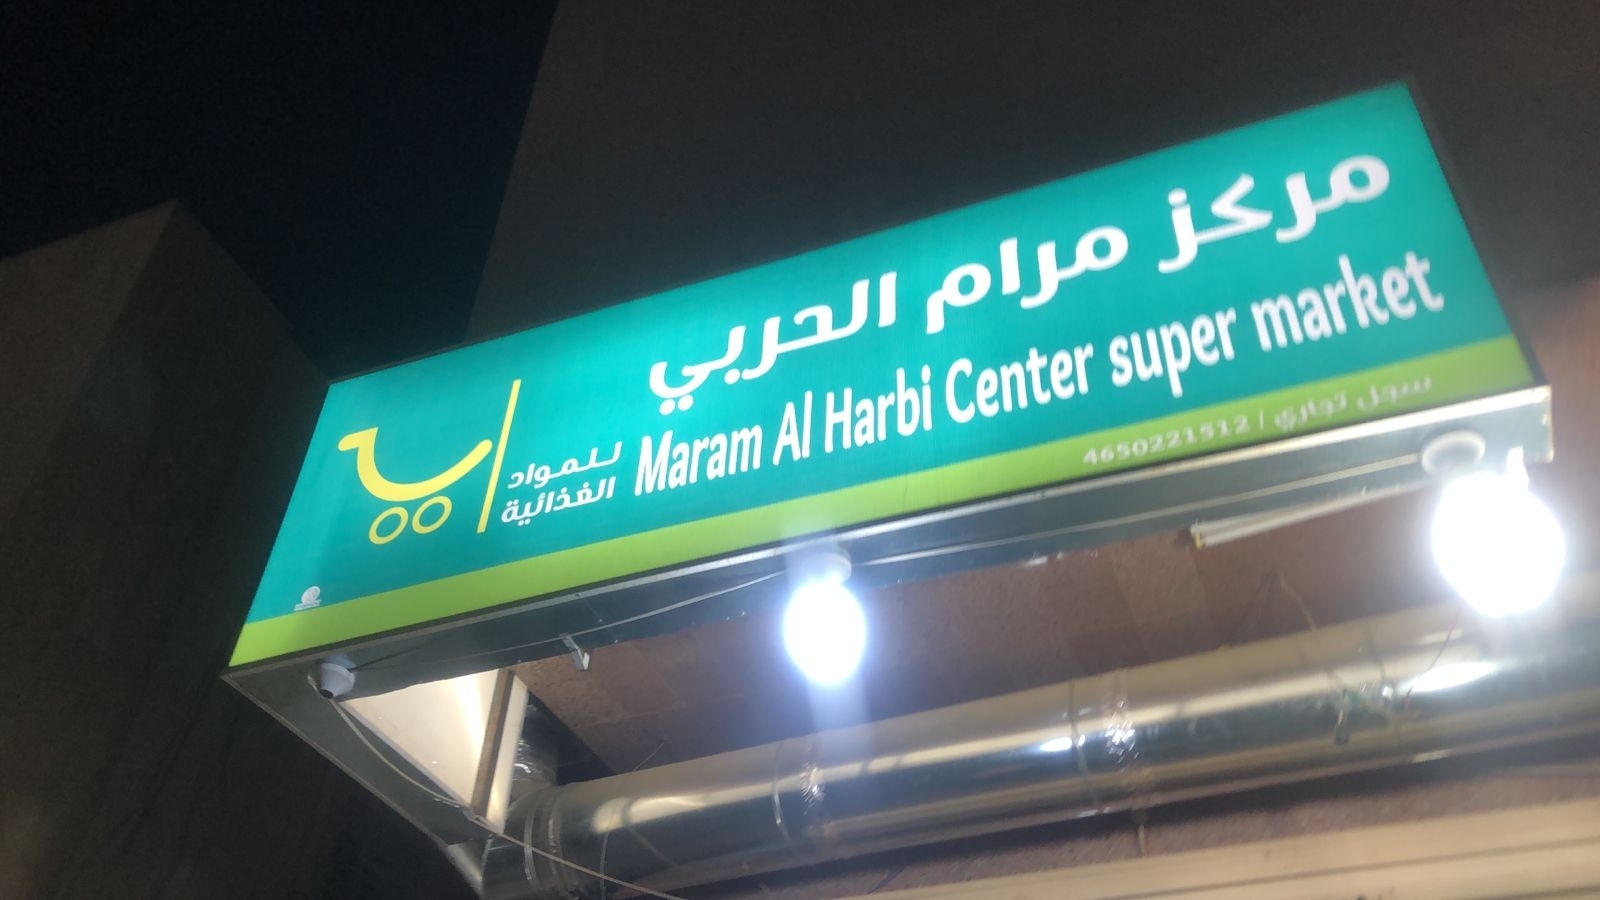 مركز مرام الحربي
للمواد
الغذائية
Maram Al Harbi Center super market
سجل تجاري | 4650221512